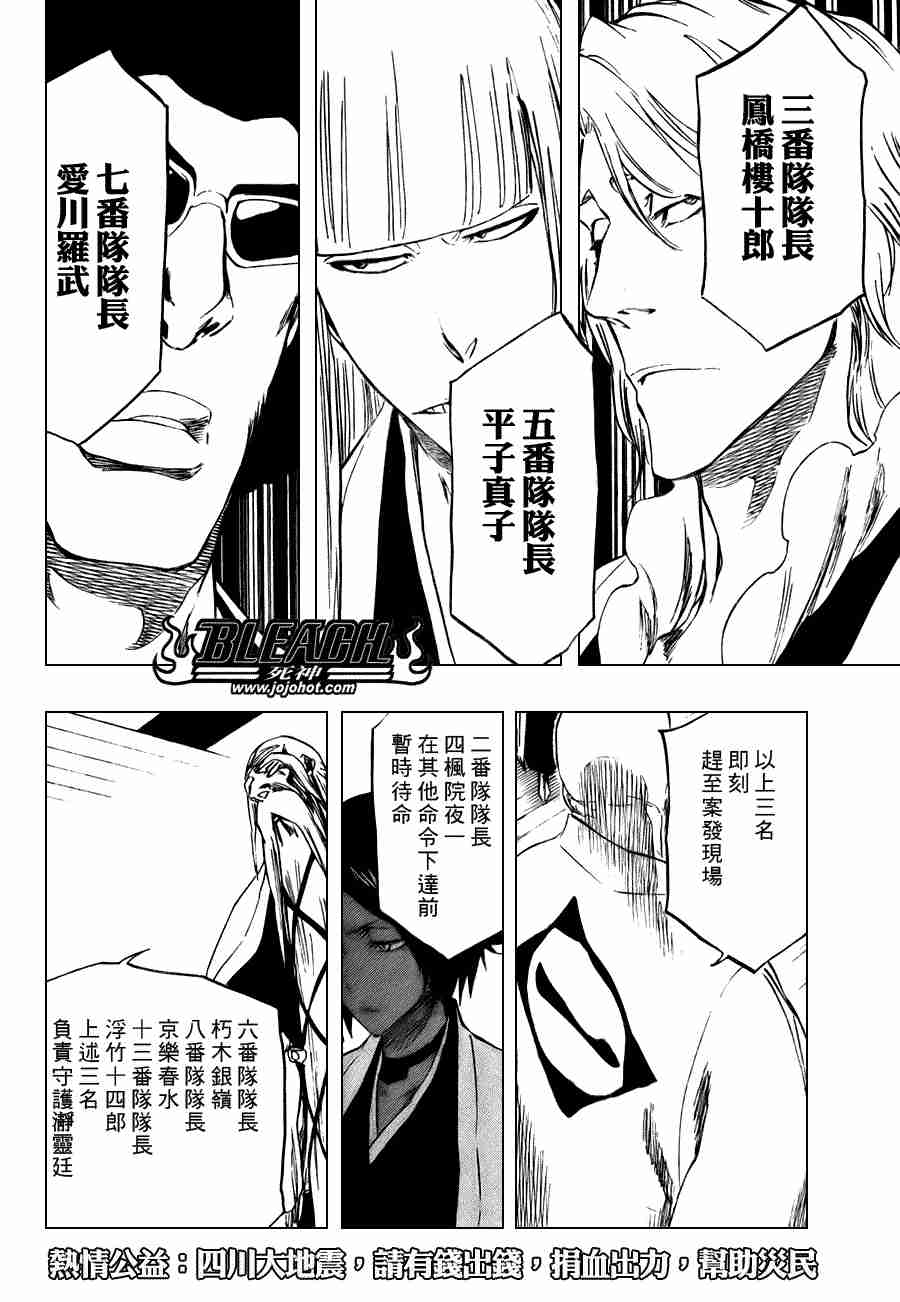 三番隊隊長
鳳橋樓十郎
五番隊隊長
平子真子
七番隊隊長
愛川羅武
BLEACH
死神
www.jojohot.com
以上三名
即刻
趕至案發現場
二番隊隊長
四楓院夜一
在其他命令下達前
暫時待命
六番隊隊長
朽木銀嶺
八番隊隊長
京樂春水
十三番隊隊長
浮竹十四郎
上述三名
負責守護瀞靈廷
熱情公益：四川大地震，請有錢出錢，捐血出力，幫助災民